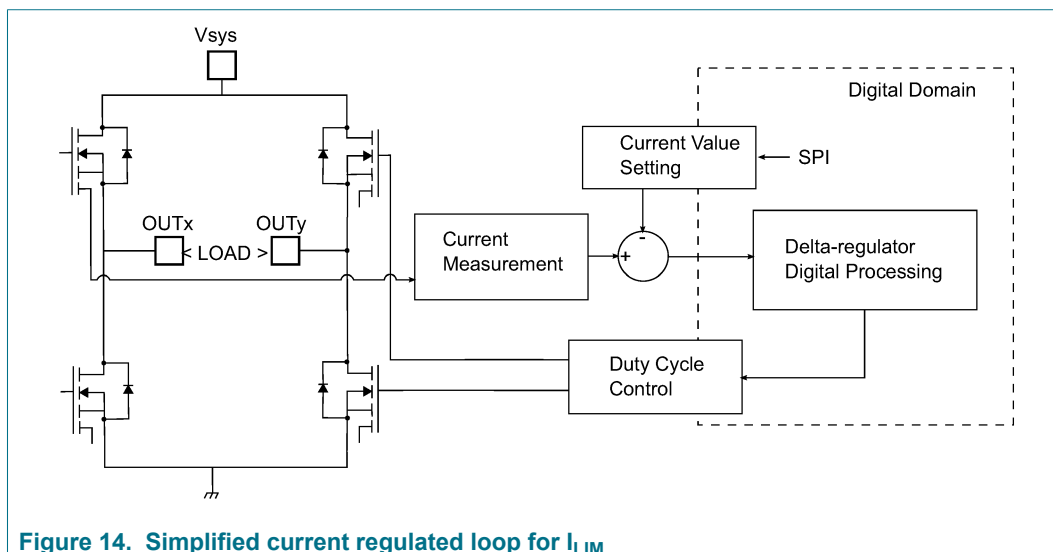 Vsys
Digital Domain
Current Value
Setting
SPI
OUTx
OUTy
< LOAD >
Current
Measurement
-
+
Delta-regulator
Digital Processing
Duty Cycle
Control
Figure 14. Simplified current regulated loop for ILIM